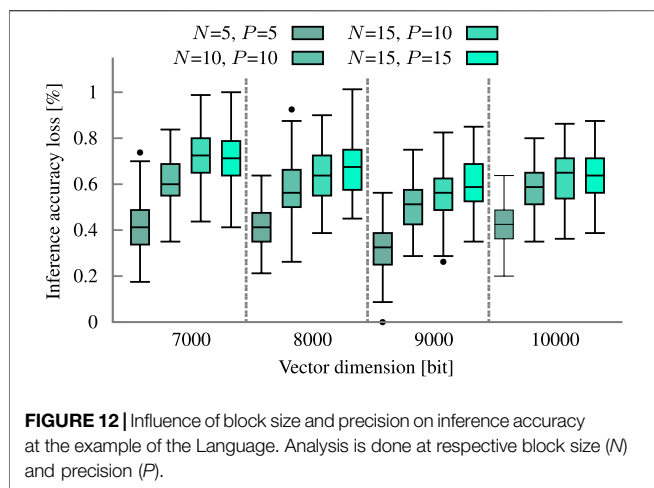 N=5, P=5
N=15, P=10
N=10, P=10
N=15, P=15
Inference accuracy loss [%]
1
0.8
0.6
0.4
0.2
0
7000 8000 9000 10000
Vector dimension [bit]
FIGURE 12 | Influence of block size and precision on inference accuracy
at the example of the Language. Analysis is done at respective block size (N)
and precision (P).